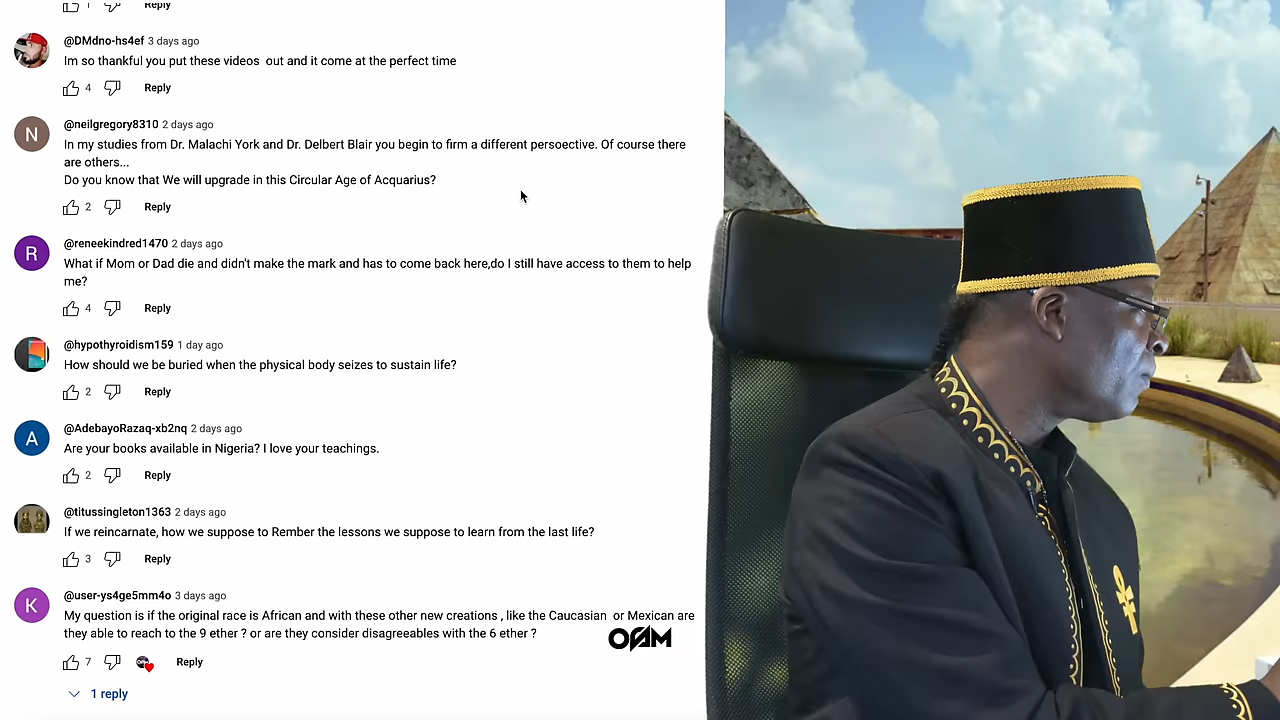 1 Reply
@DMdno-hs4ef 3 days ago
Im so thankful you put these videos out and it come at the perfect time
4 Reply
N
@neilgregory8310 2 days ago
In my studies from Dr. Malachi York and Dr. Delbert Blair you begin to firm a different persoective. Of course there
are others...
Do you know that We will upgrade in this Circular Age of Acquarius?
2 Reply
R
@reneekindred1470 2 days ago
What if Mom or Dad die and didn't make the mark and has to come back here,do I still have access to them to help
me?
4 Reply
@hypothyroidism159 1 day ago
How should we be buried when the physical body seizes to sustain life?
2 Reply
A
@AdebayoRazaq-xb2nq 2 days ago
Are your books available in Nigeria? I love your teachings.
2 Reply
@titussingleton1363 2 days ago
If we reincarnate, how we suppose to Rember the lessons we suppose to learn from the last life?
3 Reply
K
@user-ys4ge5mm4o 3 days ago
My question is if the original race is African and with these other new creations , like the Caucasian or Mexican are
they able to reach to the 9 ether ? or are they consider disagreeables with the 6 ether ?
7 Reply
1 reply